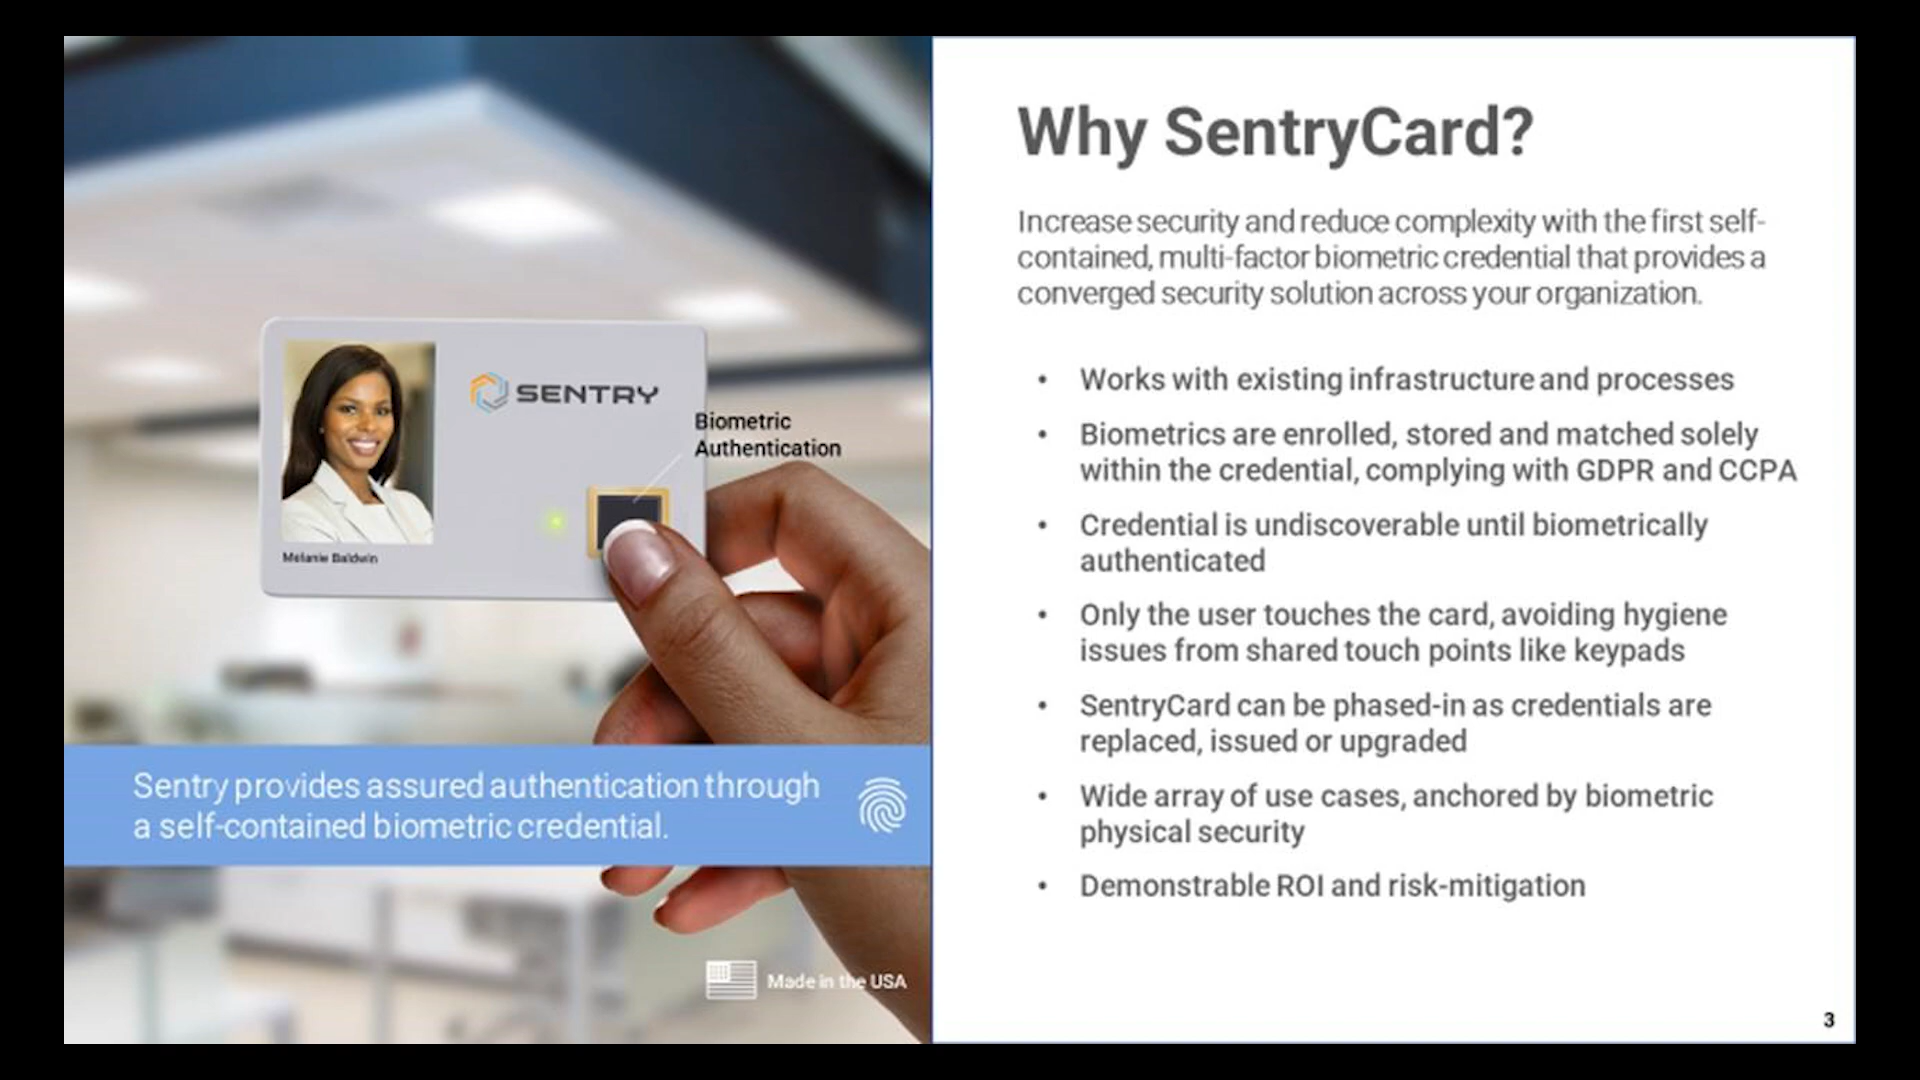 SENTRY
Biometric
Authentication
Melanie Baldwin
Sentry provides assured authentication through
a self-contained biometric credential.
Made in the USA
Why SentryCard?
Increase security and reduce complexity with the first self-
contained, multi-factor biometric credential that provides a
converged security solution across your organization.
• Works with existing infrastructure and processes
• Biometrics are enrolled, stored and matched solely
within the credential, complying with GDPR and CCPA
• Credential is undiscoverable until biometrically
authenticated
• Only the user touches the card, avoiding hygiene
issues from shared touch points like keypads
• SentryCard can be phased-in as credentials are
replaced, issued or upgraded
• Wide array of use cases, anchored by biometric
physical security
• Demonstrable ROI and risk-mitigation
3